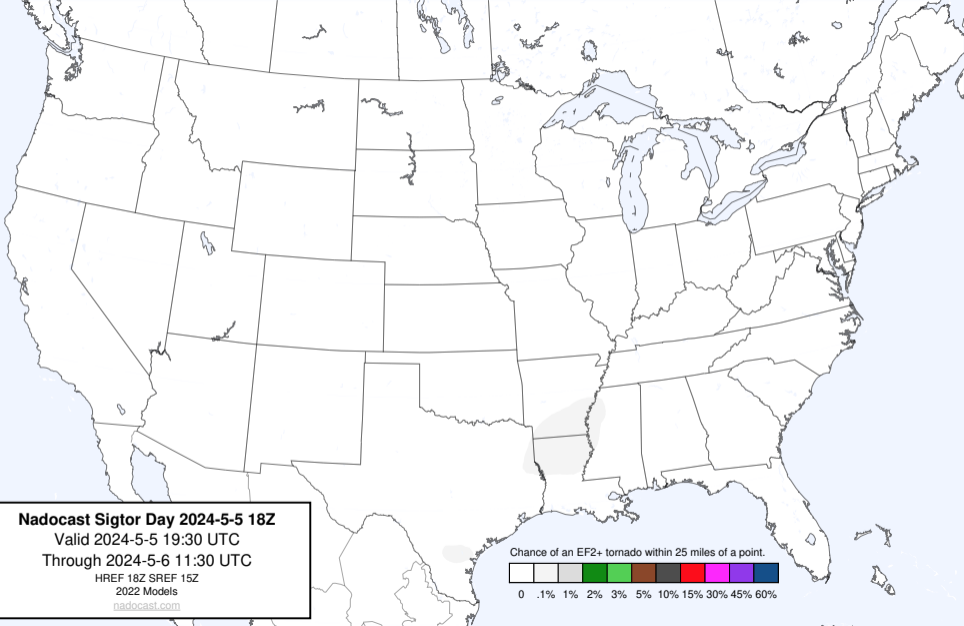 Nadocast Sigtor Day 2024-5-5 18Z
Valid 2024-5-5 19:30 UTC
Through 2024-5-6 11:30 UTC
HREF 18Z SREF 15Z
2022 Models
nadocast.com
Chance of an EF2+ tornado within 25 miles of a point.
0 .1% 1% 2% 3% 5% 10% 15% 30% 45% 60%